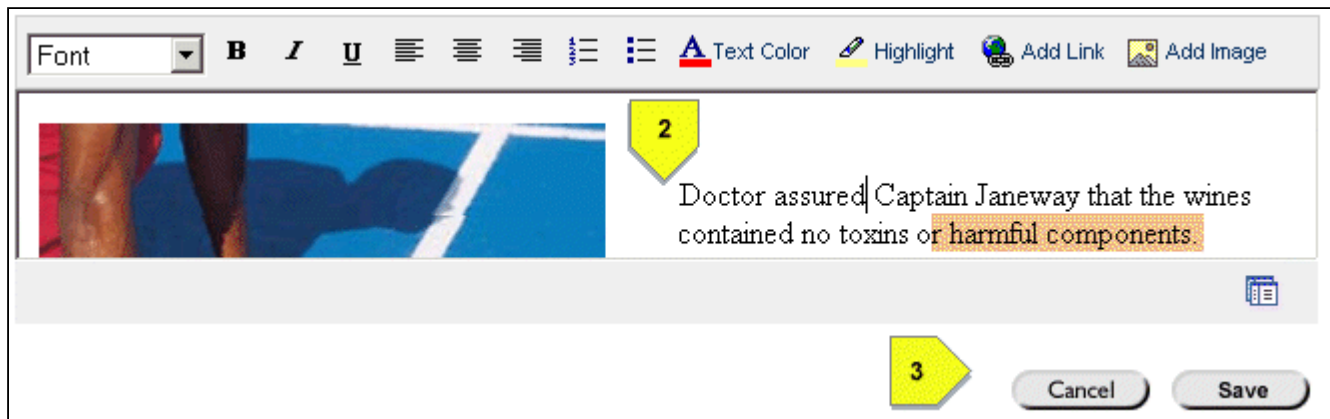 Font B I U Text Color Highlight Add Link Add Image
2
Doctor assured Captain Janeway that the wines
contained no toxins or harmful components.
3
Cancel Save